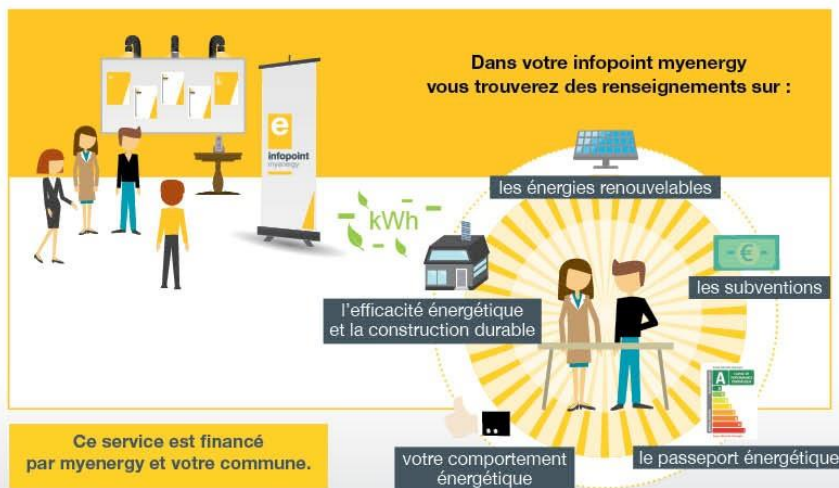 Dans votre infopoint myenergy
vous trouverez des renseignements sur :
e
infopoint
myenergy
les énergies renouvelables
kWh
€
les subventions
l'efficacité énergétique
et la construction durable
A
votre comportement
énergétique
le passeport énergétique
Ce service est financé
par myenergy et votre commune.